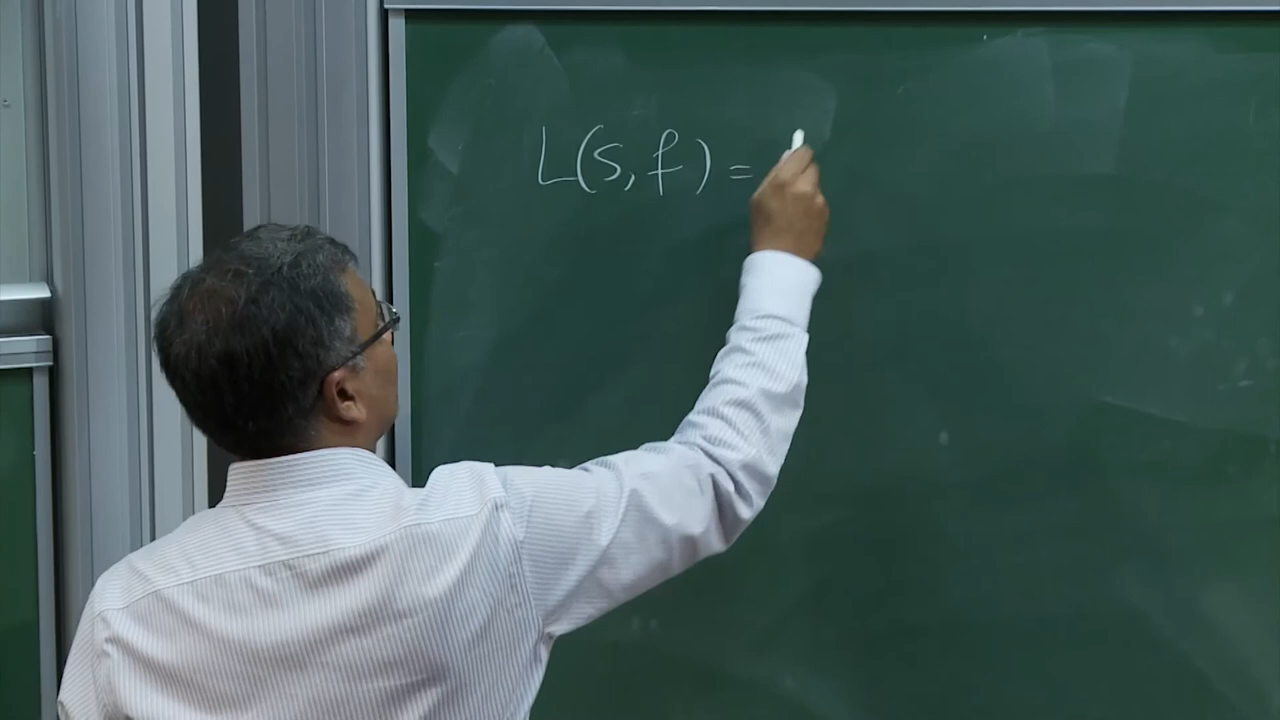 L(s, f) =